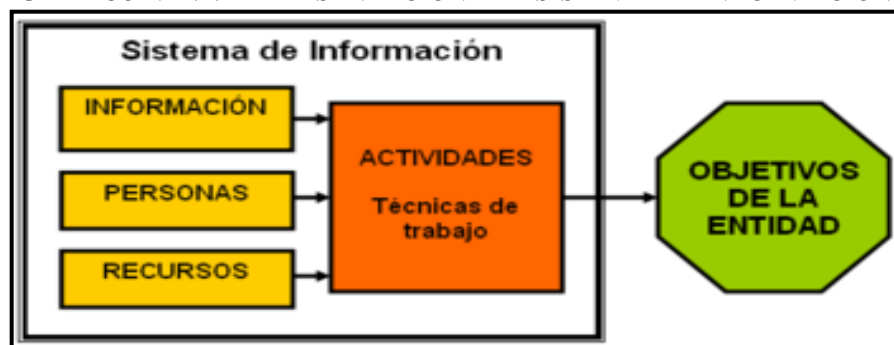 Sistema de Información
INFORMACIÓN
PERSONAS
RECURSOS
ACTIVIDADES
Técnicas de
trabajo
OBJETIVOS
DE LA
ENTIDAD